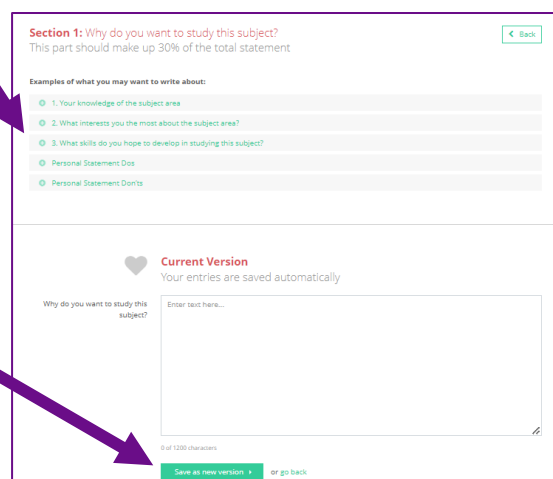 Section 1: Why do you want to study this subject?
Back
This part should make up 30% of the total statement
Examples of what you may want to write about:
1. Your knowledge of the subject area
2. What interests you the most about the subject area?
3. What skills do you hope to develop in studying this subject?
Personal Statement Dos
Personal Statement Don'ts
Current Version
Your entries are saved automatically
Why do you want to study this
subject?
Enter text here...
0 of 1200 characters
Save as new version
or go back